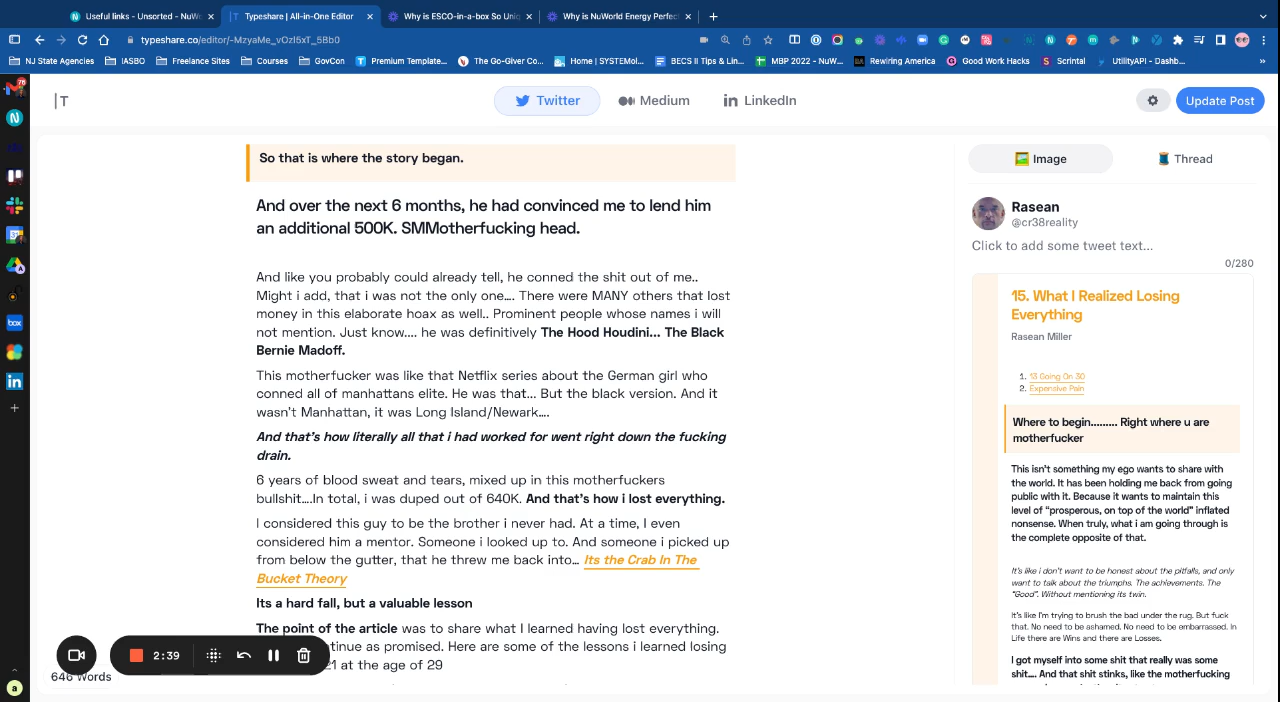 Useful links - Unsorted - NuWo
Typeshare | All-in-One Editor
Why is ESCO-in-a-box So Uniq
Why is NuWorld Energy Perfect
typeshare.co/editor/-MzyaMe_vOzI5xT_5Bb0
NJ State Agencies
IASBO
Freelance Sites
Courses
GovCon
Premium Template...
The Go-Giver Co...
Home | SYSTEMol...
BECS II Tips & Lin...
MBP 2022 - NuW...
Rewiring America
Good Work Hacks
Scrintal
UtilityAPI - Dashb...
|T
Twitter
Medium
LinkedIn
Update Post
So that is where the story began.
And over the next 6 months, he had convinced me to lend him
an additional 500K. SMMotherfucking head.
And like you probably could already tell, he conned the shit out of me..
Might i add, that i was not the only one…. There were MANY others that lost
money in this elaborate hoax as well.. Prominent people whose names i will
not mention. Just know.... he was definitively The Hood Houdini... The Black
Bernie Madoff.
This motherfucker was like that Netflix series about the German girl who
conned all of manhattans elite. He was that... But the black version. And it
wasn't Manhattan, it was Long Island/Newark....
And that's how literally all that i had worked for went right down the fucking
drain.
6 years of blood sweat and tears, mixed up in this motherfuckers
bullshit....In total, i was duped out of 640K. And that's how i lost everything.
I considered this guy to be the brother i never had. At a time, I even
considered him a mentor. Someone i looked up to. And someone i picked up
from below the gutter, that he threw me back into… Its the Crab In The
Bucket Theory
Its a hard fall, but a valuable lesson
The point of the article was to share what I learned having lost everything.
tinue as promised. Here are some of the lessons i learned losing
21 at the age of 29
2:39
646 Words
Image
Thread
Rasean
@cr38reality
Click to add some tweet text...
0/280
15. What I Realized Losing
Everything
Rasean Miller
1. 13 Going On 30
2. Expensive Pain
Where to begin......... Right where u are
motherfucker
This isn't something my ego wants to share with
the world. It has been holding me back from going
public with it. Because it wants to maintain this
level of "prosperous, on top of the world" inflated
nonsense. When truly, what i am going through is
the complete opposite of that.
It's like i don't want to be honest about the pitfalls, and only
want to talk about the triumphs. The achievements. The
"Good". Without mentioning its twin.
It's like I'm trying to brush the bad under the rug. But fuck
that. No need to be ashamed. No need to be embarrassed. In
Life there are Wins and there are Losses.
I got myself into some shit that really was some
shit.... And that shit stinks, like the motherfucking